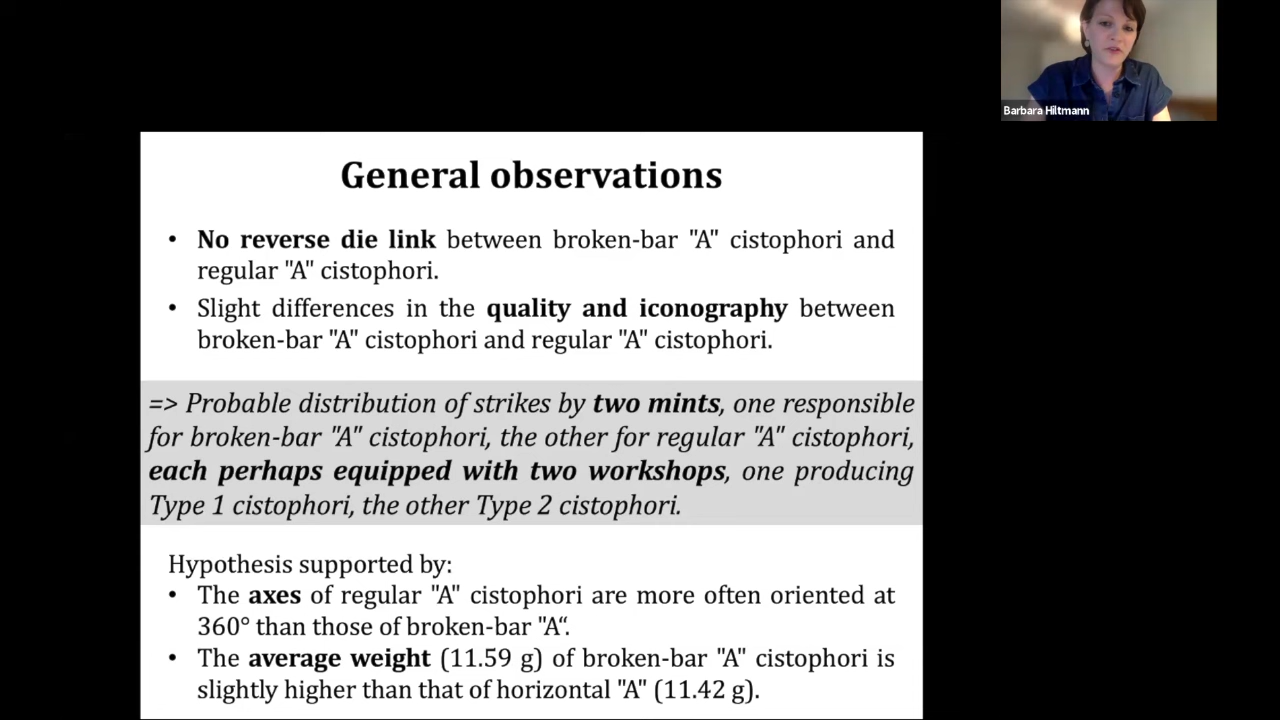 Barbara Hiltmann
General observations
• No reverse die link between broken-bar "A" cistophori and
regular "A" cistophori.
• Slight differences in the quality and iconography between
broken-bar "A" cistophori and regular "A" cistophori.
=> Probable distribution of strikes by two mints, one responsible
for broken-bar "A" cistophori, the other for regular "A" cistophori,
each perhaps equipped with two workshops, one producing
Type 1 cistophori, the other Type 2 cistophori.
Hypothesis supported by:
• The axes of regular "A" cistophori are more often oriented at
360° than those of broken-bar "A“.
• The average weight (11.59 g) of broken-bar "A" cistophori is
slightly higher than that of horizontal "A" (11.42 g).